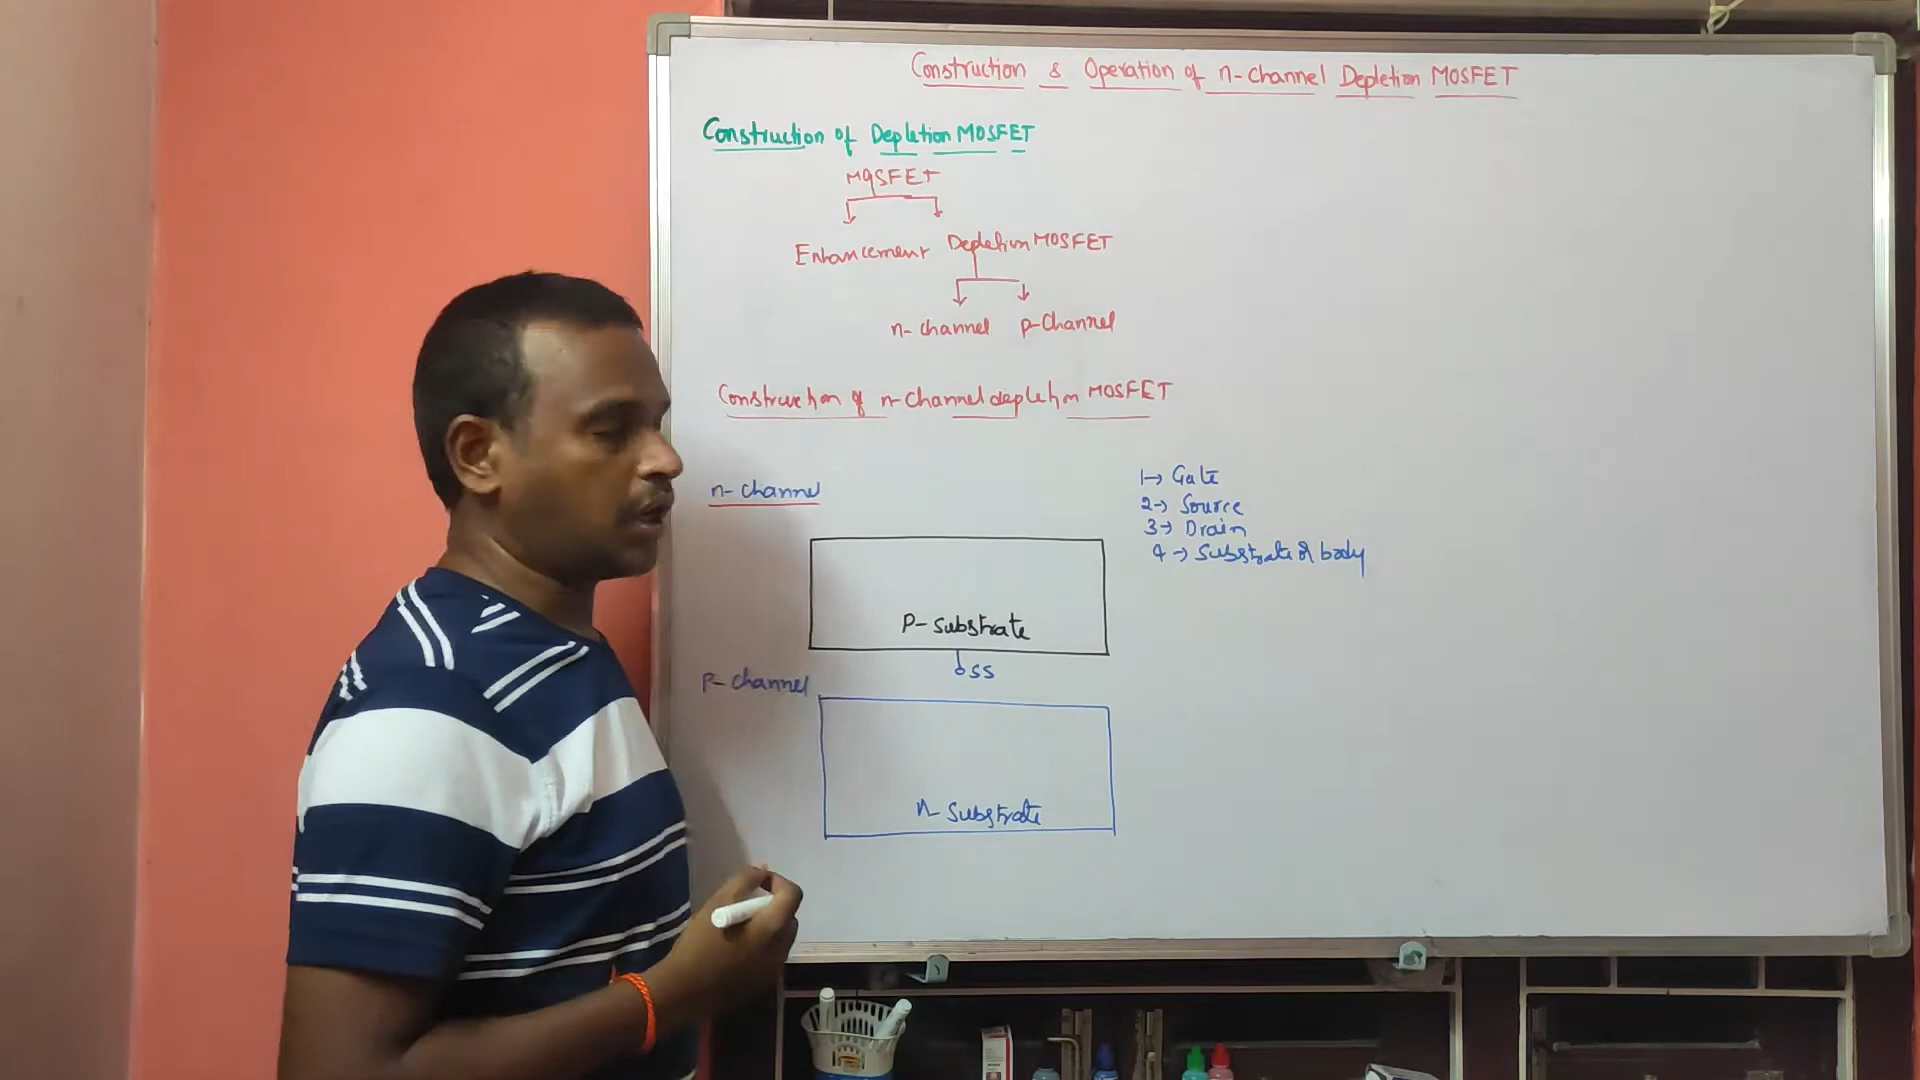 Construction & Operation of n-channel Depletion MOSFET
Construction of Depletion MOSFET
MOSFET
Enhancement Depletion MOSFET
n-channel p-channel
Construction of n-channel depletion MOSFET
n-channel
1→ Gate
2→ Source
3→ Drain
4→ Substrate or body
P-substrate
SS
p-channel
n-substrate